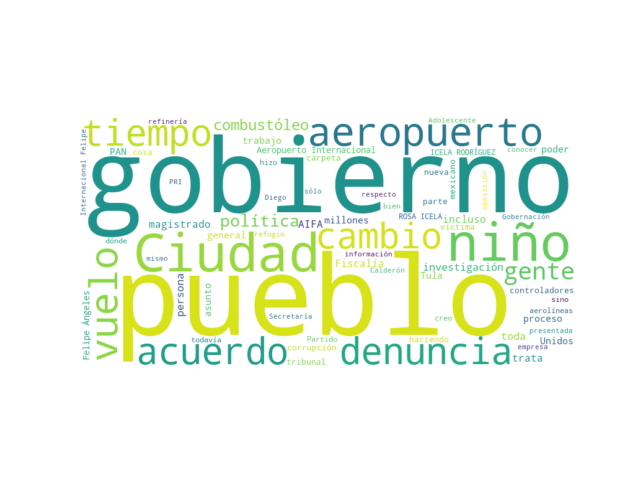 refinería
Adolescente
tiempo
combustóleo
aeropuerto
trabajo
PAN
cosa
Aeropuerto Internacional
ICELA RODRÍGUEZ
conocer
poder
Internacional Felipe
gobierno
hizo
carpeta
PRI
Diego
sólo
respecto
bien
nueva
parte
mexicano
oposición
magistrado
política
AIFA
millones
ROSA ICELA
incluso
Gobernación
general
refugio
cambio
víctima
niño
dónde
Ciudad
información
mismo
Fiscalía
Calderón
investigación
Tula
gente
vuelo
persona
asunto
pueblo
controladores
sino
Felipe Ángeles
Secretaría
creo
aerolíneas
proceso
presentada
todavía
Partido
haciendo
toda
Unidos
acuerdo
corrupción
denuncia
empresa
tribunal
trata